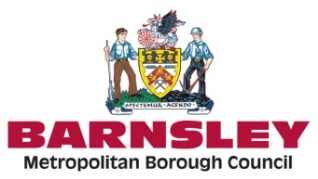 SPECTEMUR · AGENDO
BARNSLEY
Metropolitan Borough Council